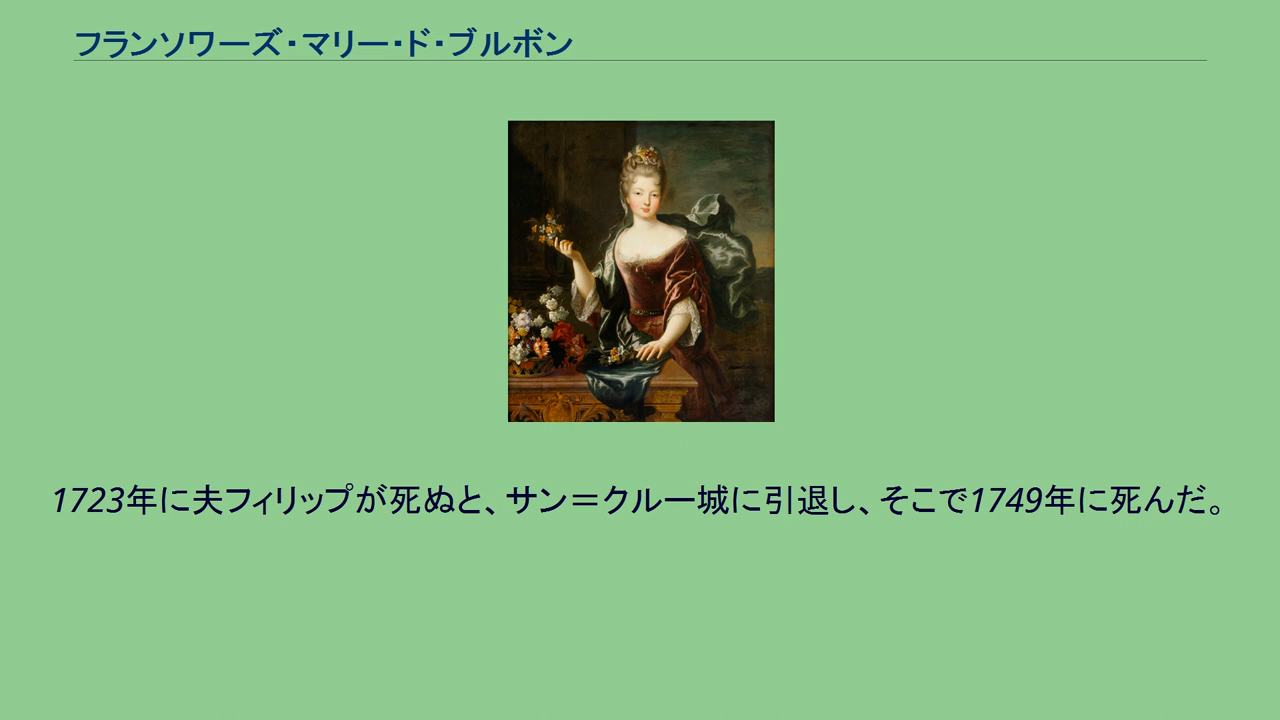 フランソワーズ・マリー・ド・ブルボン
1723年に夫フィリップが死ぬと、サン＝クルー城に引退し、そこで1749年に死んだ。